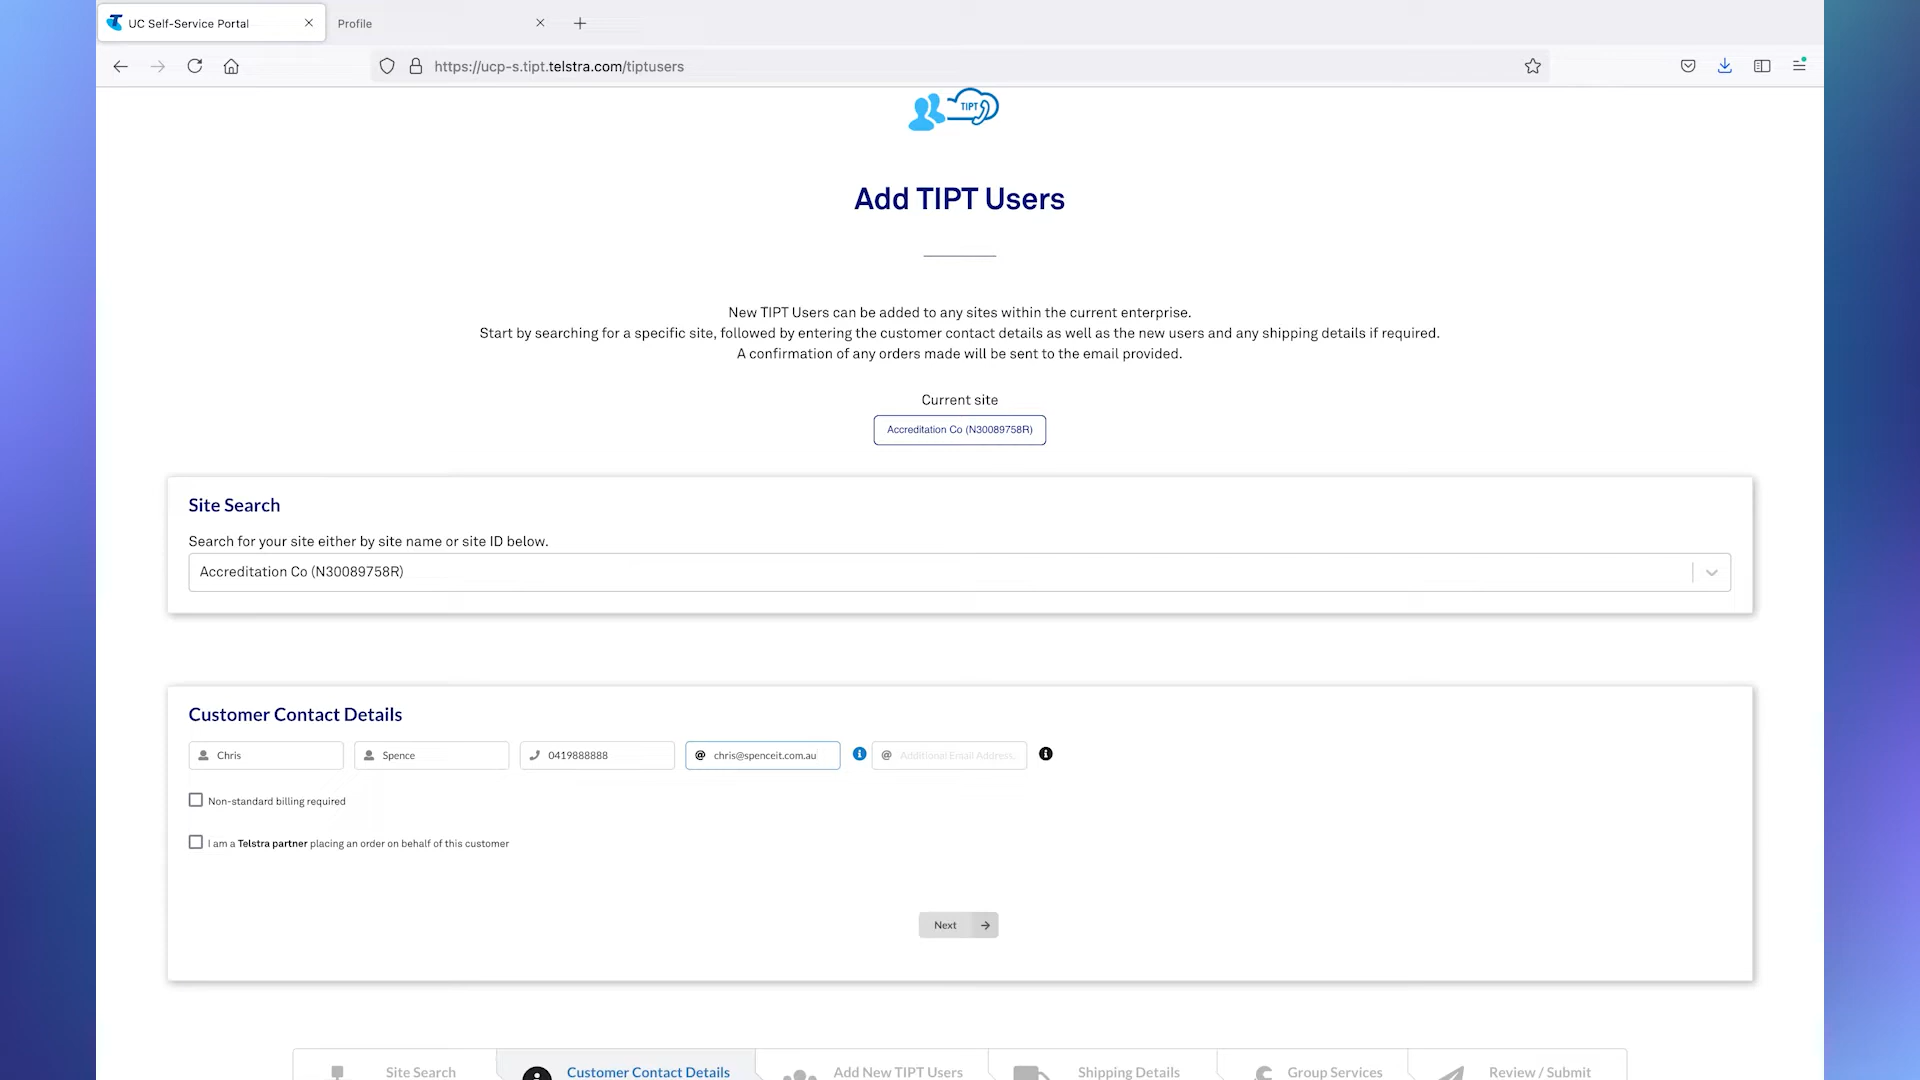 UC Self-Service Portal
Profile
https://ucp-s.tipt.telstra.com/tiptusers
TIPT
Add TIPT Users
New TIPT Users can be added to any sites within the current enterprise.
Start by searching for a specific site, followed by entering the customer contact details as well as the new users and any shipping details if required.
A confirmation of any orders made will be sent to the email provided.
Current site
Accreditation Co (N30089758R)
Site Search
Search for your site either by site name or site ID below.
Accreditation Co (N30089758R)
Customer Contact Details
Chris
Spence
0419888888
@ chris@spenceit.com.au
@ Additional Email Address...
Non-standard billing required
I am a Telstra partner placing an order on behalf of this customer
Next
Site Search
Customer Contact Details
Add New TIPT Users
Shipping Details
Group Services
Review / Submit